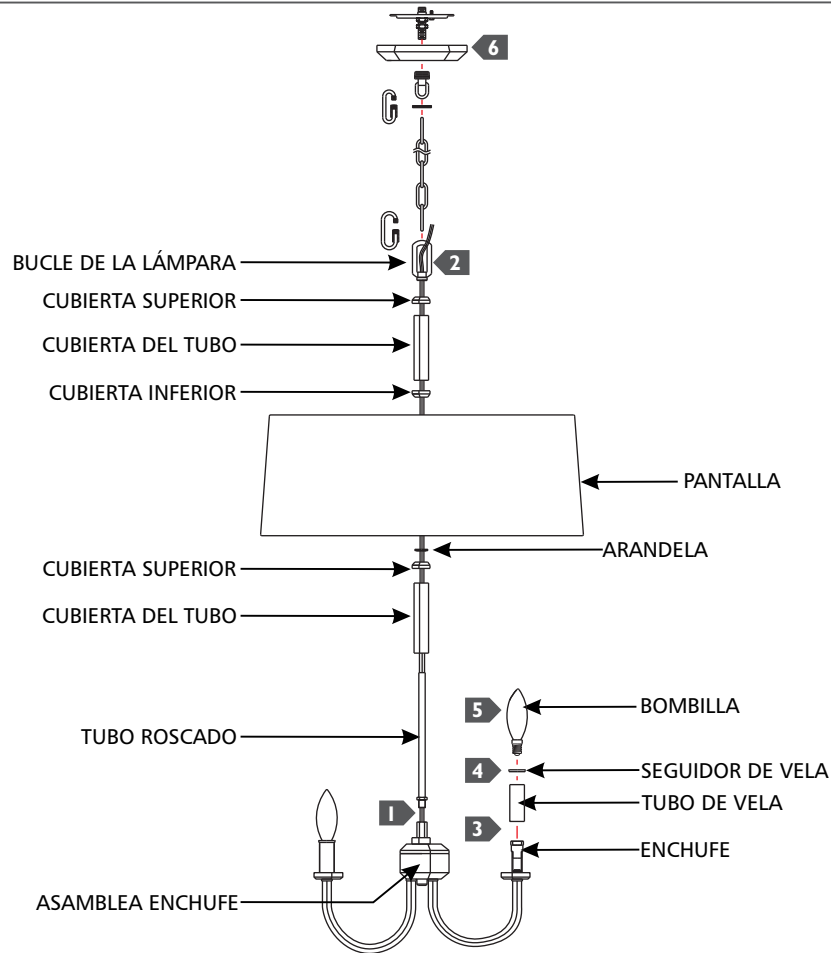 6
BUCLE DE LA LÁMPARA
2
CUBIERTA SUPERIOR
CUBIERTA DEL TUBO
CUBIERTA INFERIOR
PANTALLA
ARANDELA
CUBIERTA SUPERIOR
CUBIERTA DEL TUBO
5
BOMBILLA
TUBO ROSCADO
4
SEGUIDOR DE VELA
TUBO DE VELA
1
3
ENCHUFE
ASAMBLEA ENCHUFE